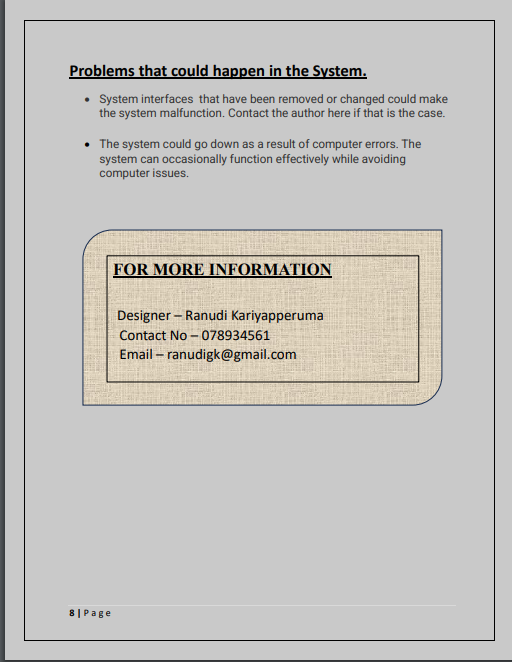 Problems that could happen in the System.
• System interfaces  that have been removed or changed could make
the system malfunction. Contact the author here if that is the case.
• The system could go down as a result of computer errors. The
system can occasionally function effectively while avoiding
computer issues.
FOR MORE INFORMATION
Designer – Ranudi Kariyapperuma
Contact No – 078934561
Email – ranudigk@gmail.com
8 | P a g e